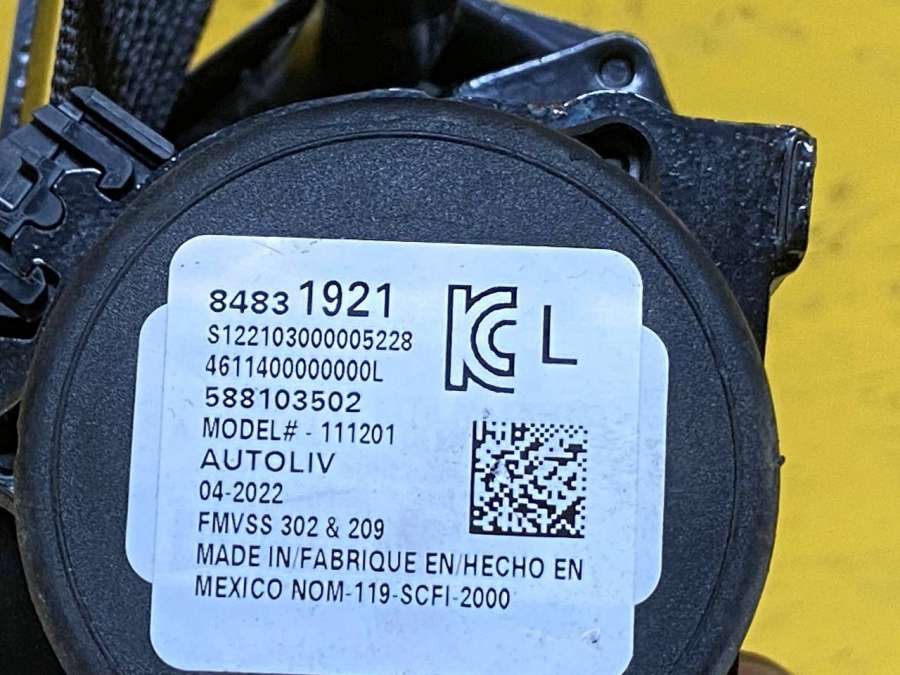 8483 1921
S122103000005228
4611400000000L
588103502
MODEL# - 111201
AUTOLIV
04-2022
FMVSS 302 & 209
MADE IN/FABRIQUE EN/HECHO EN
MEXICO NOM-119-SCFI-2000
KC L